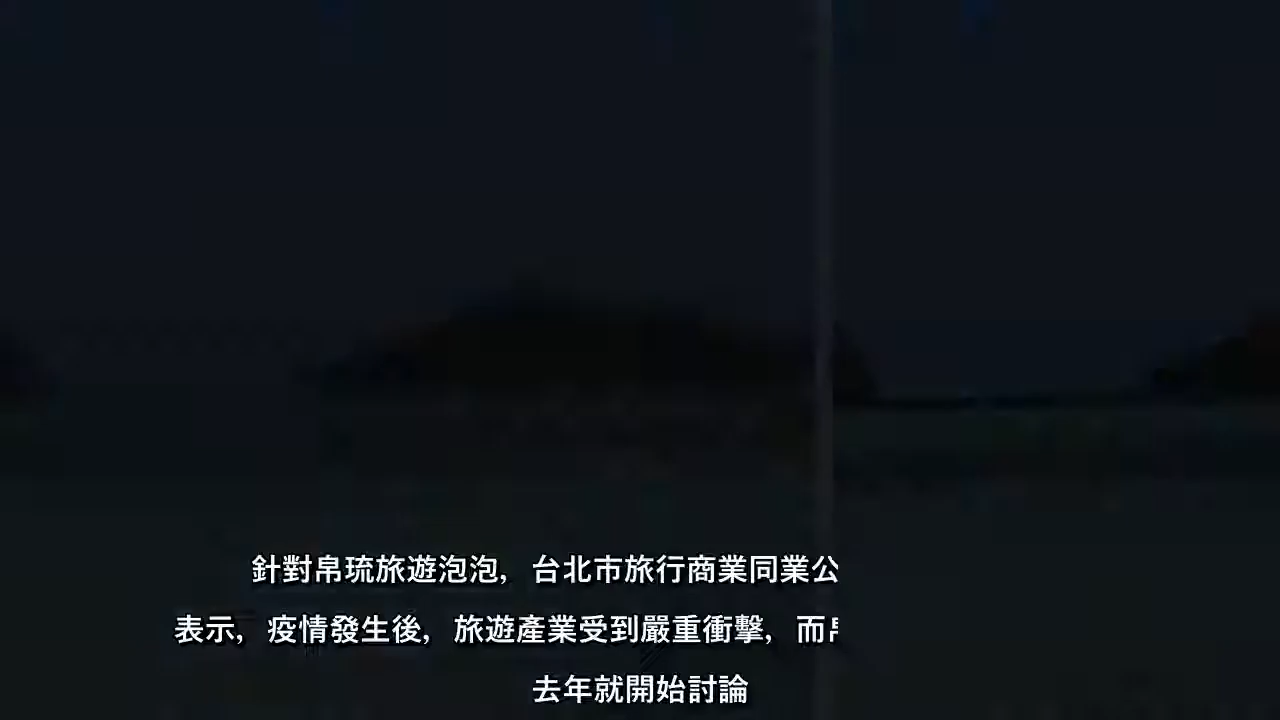 針對帛琉旅遊泡泡，台北市旅行商業同業公
表示，疫情發生後，旅遊產業受到嚴重衝擊，而
去年就開始討論